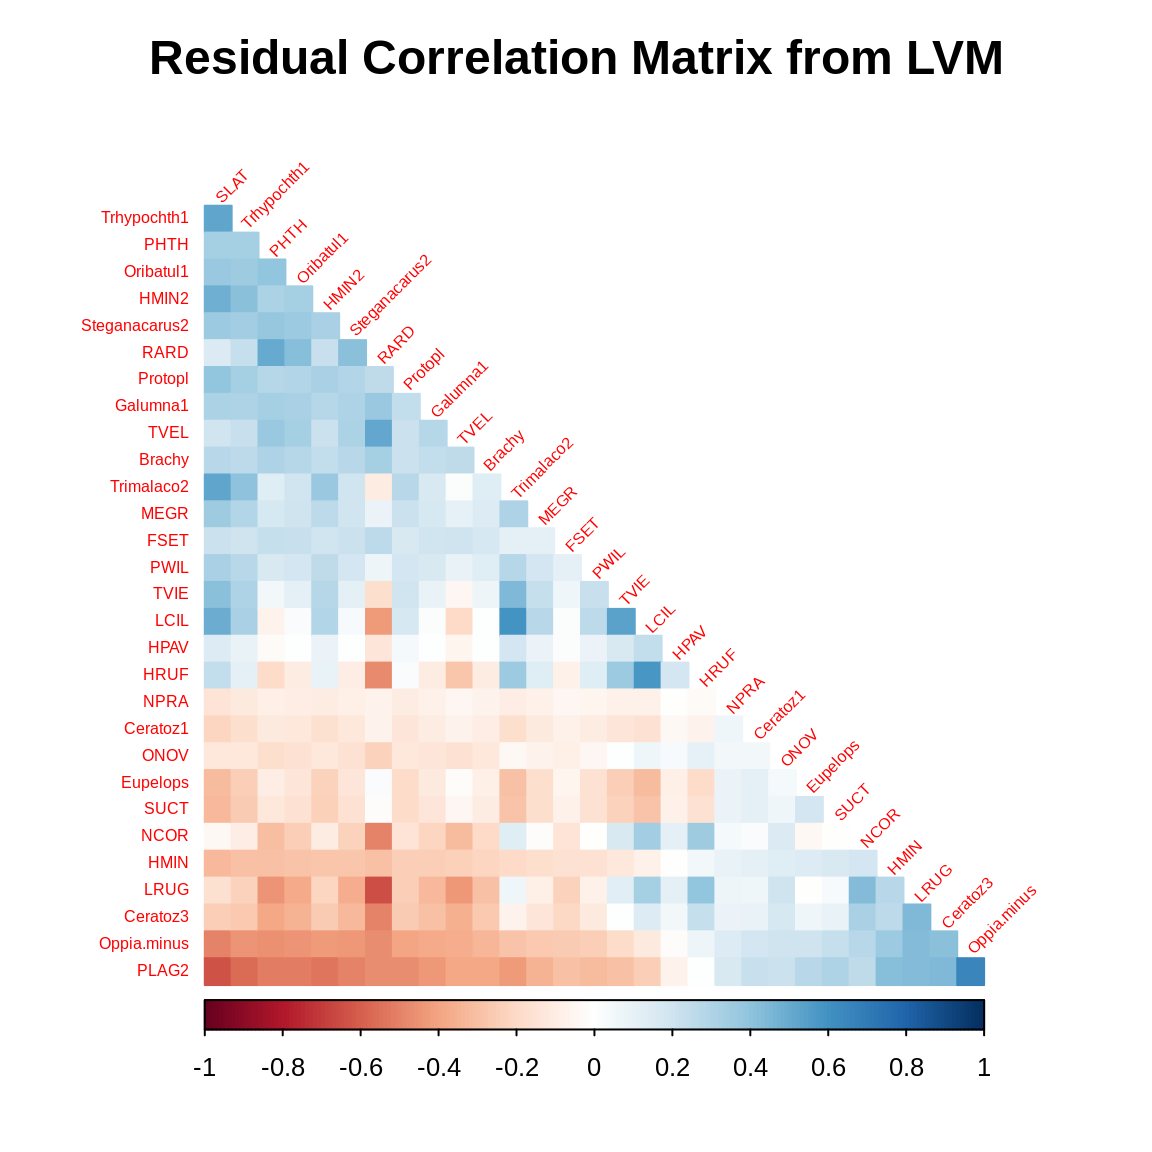 Residual Correlation Matrix from LVM
SLAT
Trhypochth1
PHTH
Oribatul1
HMIN2
Steganacarus2
RARD
Protopl
Galumna1
TVEL
Brachy
Trimalaco2
MEGR
FSET
PWIL
TVIE
LCIL
HPAV
HRUF
NPRA
Ceratoz1
ONOV
Eupelops
SUCT
NCOR
HMIN
LRUG
Ceratoz3
Oppia.minus
Trhypochth1
PHTH
Oribatul1
HMIN2
Steganacarus2
RARD
Protopl
Galumna1
TVEL
Brachy
Trimalaco2
MEGR
FSET
PWIL
TVIE
LCIL
HPAV
HRUF
NPRA
Ceratoz1
ONOV
Eupelops
SUCT
NCOR
HMIN
LRUG
Ceratoz3
Oppia.minus
PLAG2
-1 -0.8 -0.6 -0.4 -0.2 0 0.2 0.4 0.6 0.8 1